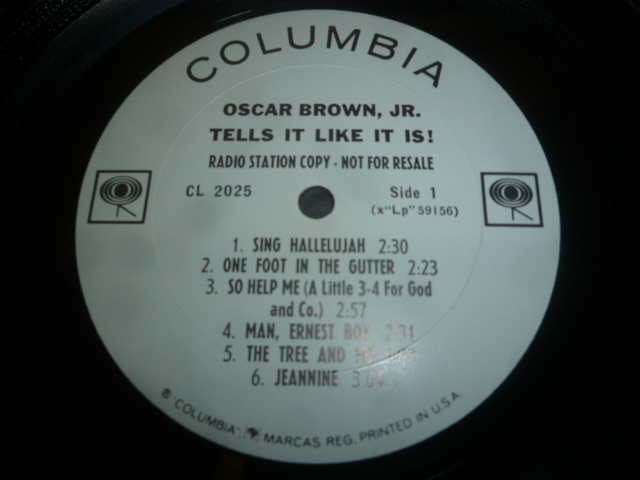 COLUMBIA
OSCAR BROWN, JR.
TELLS IT LIKE IT IS!
RADIO STATION COPY - NOT FOR RESALE
CL 2025
Side 1
(x"Lp" 59156)
1. SING HALLELUJAH 2:30
2. ONE FOOT IN THE GUTTER 2:23
3. SO HELP ME (A Little 3-4 For God
and Co.) 2:57
4. MAN, ERNEST BOY 2:31
5. THE TREE AND ME
6. JEANNINE
® "COLUMBIA", MARCAS REG. PRINTED IN U.S.A.